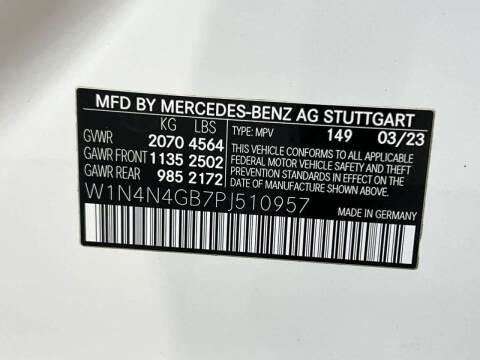 MFD BY MERCEDES-BENZ AG STUTTGART
KG LBS
GVWR 2070 4564
GAWR FRONT 1135 2502
GAWR REAR 985 2172
TYPE: MPV 149 03/23
THIS VEHICLE CONFORMS TO ALL APPLICABLE
FEDERAL MOTOR VEHICLE SAFETY AND THEFT
PREVENTION STANDARDS IN EFFECT ON THE
DATE OF MANUFACTURE SHOWN ABOVE.
W1N4N4GB7PJ510957
MADE IN GERMANY